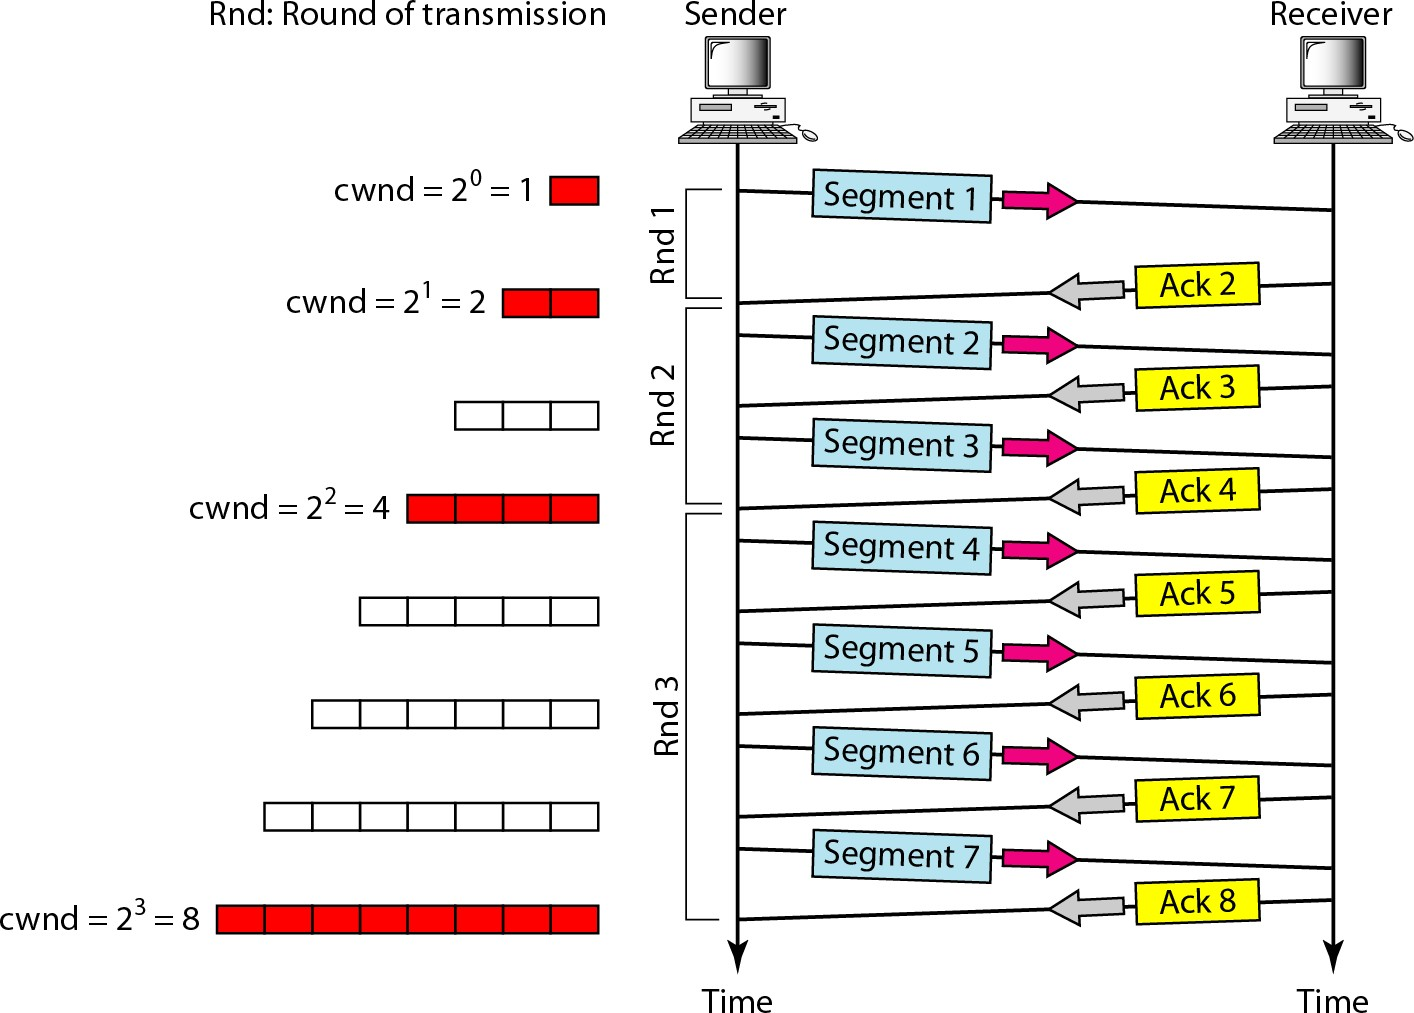 Rnd: Round of transmission
Sender
Receiver
cwnd = 2⁰ = 1
Rnd 1
Segment 1
Ack 2
cwnd = 2¹ = 2
Rnd 2
Segment 2
Ack 3
Segment 3
Ack 4
cwnd = 2² = 4
Rnd 3
Segment 4
Ack 5
Segment 5
Ack 6
Segment 6
Ack 7
Segment 7
Ack 8
cwnd = 2³ = 8
Time
Time